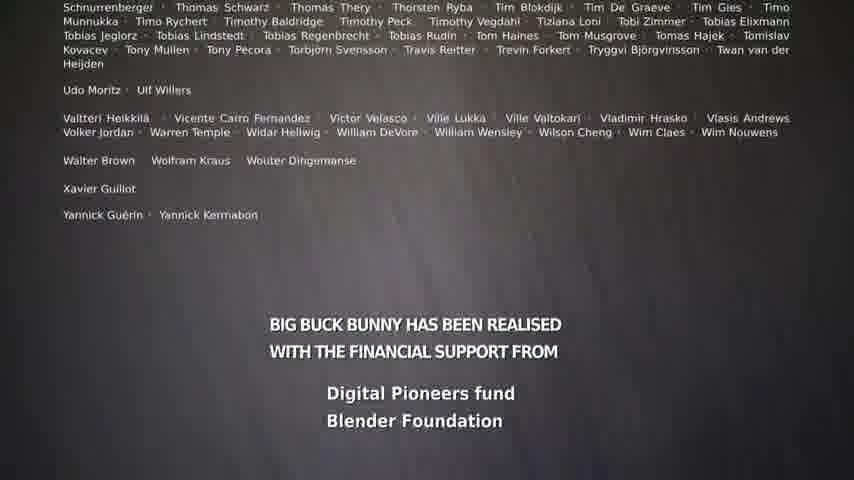 Schnurrenberger · Thomas Schwarz · Thomas Thery · Thorsten Ryba · Tim Blokdijk · Tim De Graeve · Tim Gies · Timo
Munnukka · Timo Rychert · Timothy Baldridge · Timothy Peck · Timothy Vegdahl · Tiziana Loni · Tobi Zimmer · Tobias Elixmann
Tobias Jeglorz · Tobias Lindstedt · Tobias Regenbrecht · Tobias Rudin · Tom Haines · Tom Musgrove · Tomas Hajek · Tomislav
Kovacev · Tony Mullen · Tony Pecora · Torbjörn Svensson · Travis Reitter · Trevin Forkert · Tryggvi Björgvinsson · Twan van der
Heijden
Udo Moritz · Ulf Willers
Valtteri Heikkilä · Vicente Carro Fernandez · Victor Velasco · Ville Lukka · Ville Valtokari · Vladimir Hrasko · Vlasis Andrews
Volker Jordan · Warren Temple · Widar Hellwig · William DeVore · William Wensley · Wilson Cheng · Wim Claes · Wim Nouwens
Walter Brown Wolfram Kraus Wouter Dingemanse
Xavier Guillot
Yannick Guérin · Yannick Kermabon
BIG BUCK BUNNY HAS BEEN REALISED
WITH THE FINANCIAL SUPPORT FROM
Digital Pioneers fund
Blender Foundation